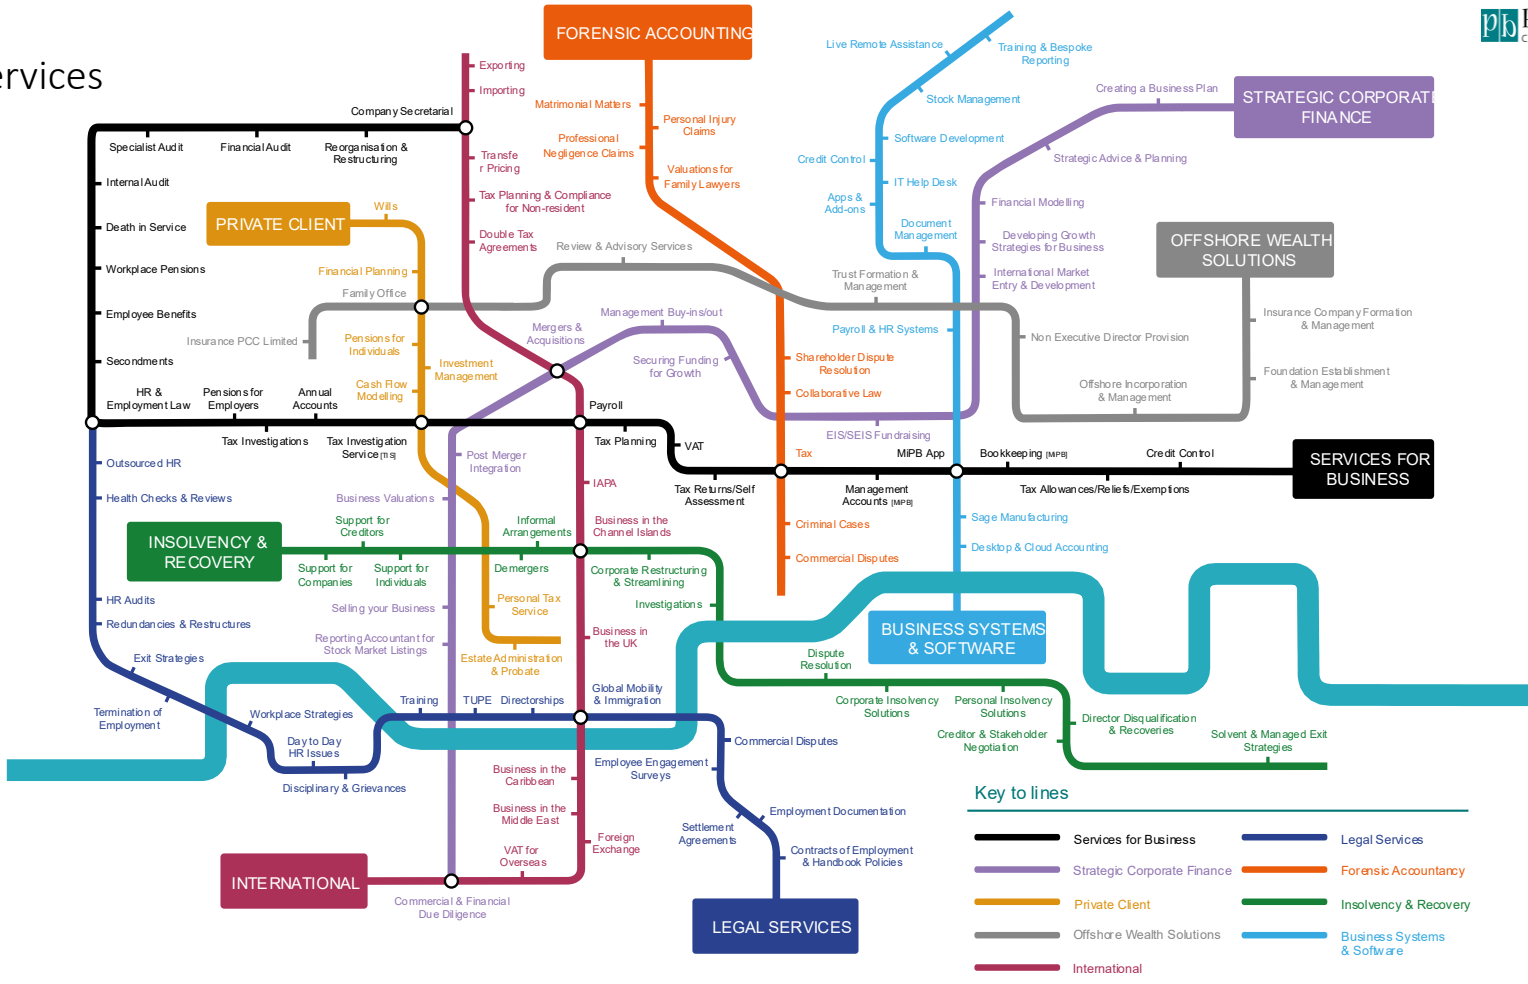 ervices
pb
FORENSIC ACCOUNTING
Live Remote Assistance
Training & Bespoke
Reporting
Stock Management
Creating a Business Plan
STRATEGIC CORPORATE
FINANCE
Exporting
Importing
Company Secretarial
Matrimonial Matters
Personal Injury
Claims
Professional
Negligence Claims
Valuations for
Family Lawyers
Software Development
Credit Control
IT Help Desk
Apps &
Add-ons
Document
Management
Strategic Advice & Planning
Financial Modelling
Developing Growth
Strategies for Business
International Market
Entry & Development
Specialist Audit
Financial Audit
Reorganisation &
Restructuring
Internal Audit
Death in Service
Workplace Pensions
Employee Benefits
Secondments
Transfe
r Pricing
Tax Planning & Compliance
for Non-resident
Double Tax
Agreements
PRIVATE CLIENT
Wills
Financial Planning
Family Office
Insurance PCC Limited
Pensions for
Individuals
Investment
Management
Cash Flow
Modelling
Review & Advisory Services
Trust Formation &
Management
OFFSHORE WEALTH
SOLUTIONS
Insurance Company Formation
& Management
Non Executive Director Provision
Foundation Establishment
& Management
Offshore Incorporation
& Management
Management Buy-ins/out
Mergers &
Acquisitions
Securing Funding
for Growth
Payroll & HR Systems
Shareholder Dispute
Resolution
Collaborative Law
EIS/SEIS Fundraising
HR &
Employment Law
Pensions for
Employers
Annual
Accounts
Tax Investigations
Tax Investigation
Service [TIS]
Payroll
Tax Planning
VAT
Tax
MiPB App
Bookkeeping [MiPB]
Credit Control
SERVICES FOR
BUSINESS
Tax Returns/Self
Assessment
Management
Accounts [MiPB]
Tax Allowances/Reliefs/Exemptions
Outsourced HR
Health Checks & Reviews
Post Merger
Integration
Business Valuations
IAPA
Sage Manufacturing
Desktop & Cloud Accounting
Criminal Cases
Commercial Disputes
INSOLVENCY &
RECOVERY
Support for
Creditors
Informal
Arrangements
Business in the
Channel Islands
Support for
Companies
Support for
Individuals
Demergers
Corporate Restructuring
& Streamlining
Investigations
HR Audits
Redundancies & Restructures
Selling your Business
Reporting Accountant for
Stock Market Listings
Personal Tax
Service
Estate Administration
& Probate
Business in
the UK
BUSINESS SYSTEMS
& SOFTWARE
Dispute
Resolution
Corporate Insolvency
Solutions
Personal Insolvency
Solutions
Creditor & Stakeholder
Negotiation
Director Disqualification
& Recoveries
Solvent & Managed Exit
Strategies
Exit Strategies
Termination of
Employment
Workplace Strategies
Day to Day
HR Issues
Disciplinary & Grievances
Training
TUPE
Directorships
Global Mobility
& Immigration
Commercial Disputes
Employee Engagement
Surveys
Employment Documentation
Settlement
Agreements
Contracts of Employment
& Handbook Policies
Business in the
Caribbean
Business in the
Middle East
Foreign
Exchange
VAT for
Overseas
INTERNATIONAL
Commercial & Financial
Due Diligence
LEGAL SERVICES
Key to lines
Services for Business
Strategic Corporate Finance
Private Client
Offshore Wealth Solutions
International
Legal Services
Forensic Accountancy
Insolvency & Recovery
Business Systems
& Software